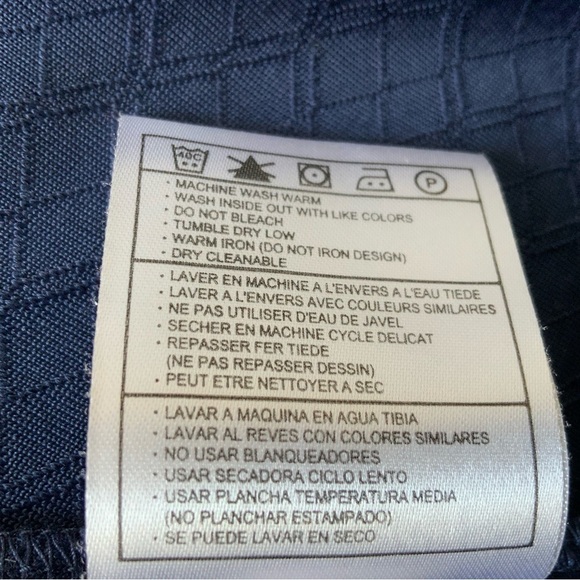 40C P
· MACHINE WASH WARM
· WASH INSIDE OUT WITH LIKE COLORS
· DO NOT BLEACH
· TUMBLE DRY LOW
· WARM IRON (DO NOT IRON DESIGN)
· DRY CLEANABLE
· LAVER EN MACHINE A L'ENVERS A L'EAU TIEDE
· LAVER A L'ENVERS AVEC COULEURS SIMILAIRES
· NE PAS UTILISER D'EAU DE JAVEL
· SECHER EN MACHINE CYCLE DELICAT
· REPASSER FER TIEDE
(NE PAS REPASSER DESSIN)
· PEUT ETRE NETTOYER A SEC
· LAVAR A MAQUINA EN AGUA TIBIA
· LAVAR AL REVES CON COLORES SIMILARES
· NO USAR BLANQUEADORES
· USAR SECADORA CICLO LENTO
· USAR PLANCHA TEMPERATURA MEDIA
(NO PLANCHAR ESTAMPADO)
· SE PUEDE LAVAR EN SECO